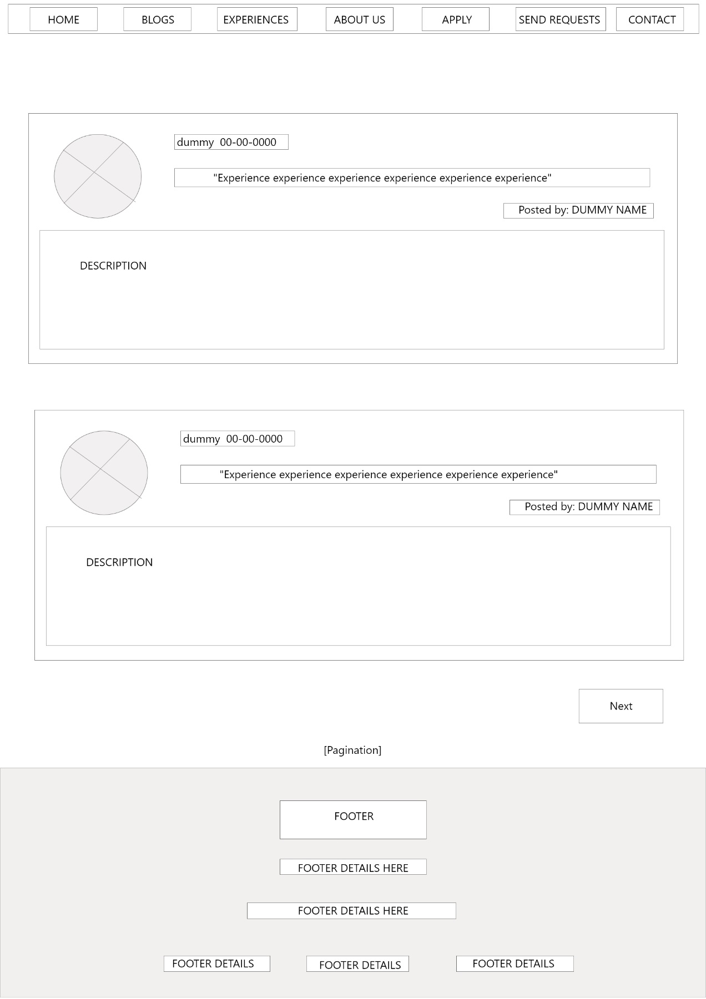 HOME BLOGS EXPERIENCES ABOUT US APPLY SEND REQUESTS CONTACT
dummy 00-00-0000
"Experience experience experience experience experience experience"
Posted by: DUMMY NAME
DESCRIPTION
dummy 00-00-0000
"Experience experience experience experience experience experience"
Posted by: DUMMY NAME
DESCRIPTION
Next
[Pagination]
FOOTER
FOOTER DETAILS HERE
FOOTER DETAILS HERE
FOOTER DETAILS FOOTER DETAILS FOOTER DETAILS